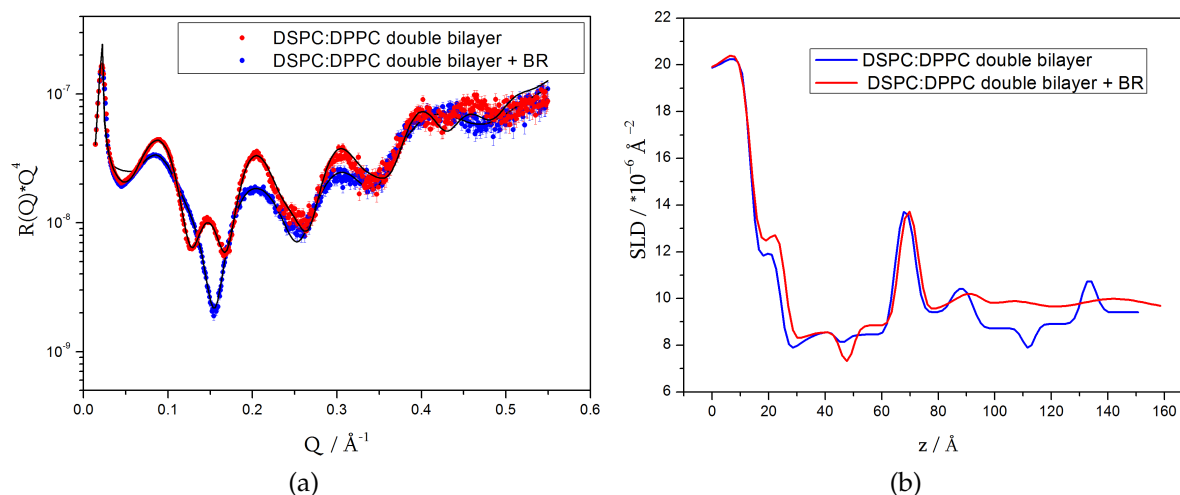 DSPC:DPPC double bilayer
DSPC:DPPC double bilayer + BR
10⁻⁷
10⁻⁸
10⁻⁹
R(Q)*Q⁴
0.0 0.1 0.2 0.3 0.4 0.5 0.6
Q / Å⁻¹
(a)
DSPC:DPPC double bilayer
DSPC:DPPC double bilayer + BR
22
20
18
16
14
12
10
8
6
SLD / *10⁻⁶ Å⁻²
0 20 40 60 80 100 120 140 160
z / Å
(b)